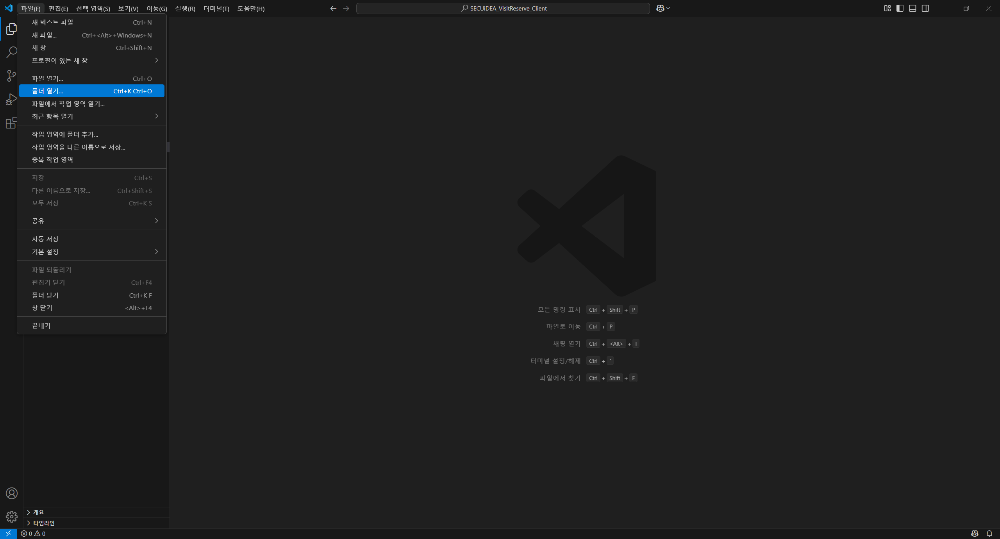 파일(F) 편집(E) 선택 영역(S) 보기(V) 이동(G) 실행(R) 터미널(T) 도움말(H) SECUiDEA_VisitReserve_Client
새 텍스트 파일 Ctrl+N
새 파일... Ctrl+<Alt>+Windows+N
새 창 Ctrl+Shift+N
프로필이 있는 새 창
파일 열기... Ctrl+O
폴더 열기... Ctrl+K Ctrl+O
파일에서 작업 영역 열기...
최근 항목 열기
작업 영역에 폴더 추가...
작업 영역을 다른 이름으로 저장...
중복 작업 영역
저장 Ctrl+S
다른 이름으로 저장... Ctrl+Shift+S
모두 저장 Ctrl+K S
공유
자동 저장
기본 설정
파일 되돌리기
편집기 닫기 Ctrl+F4
폴더 닫기 Ctrl+K F
창 닫기 <Alt>+F4
끝내기
모든 명령 표시 Ctrl + Shift + P
파일로 이동 Ctrl + P
채팅 열기 Ctrl + <Alt> + I
터미널 설정/해제 Ctrl + `
파일에서 찾기 Ctrl + Shift + F
개요
타임라인
0 0